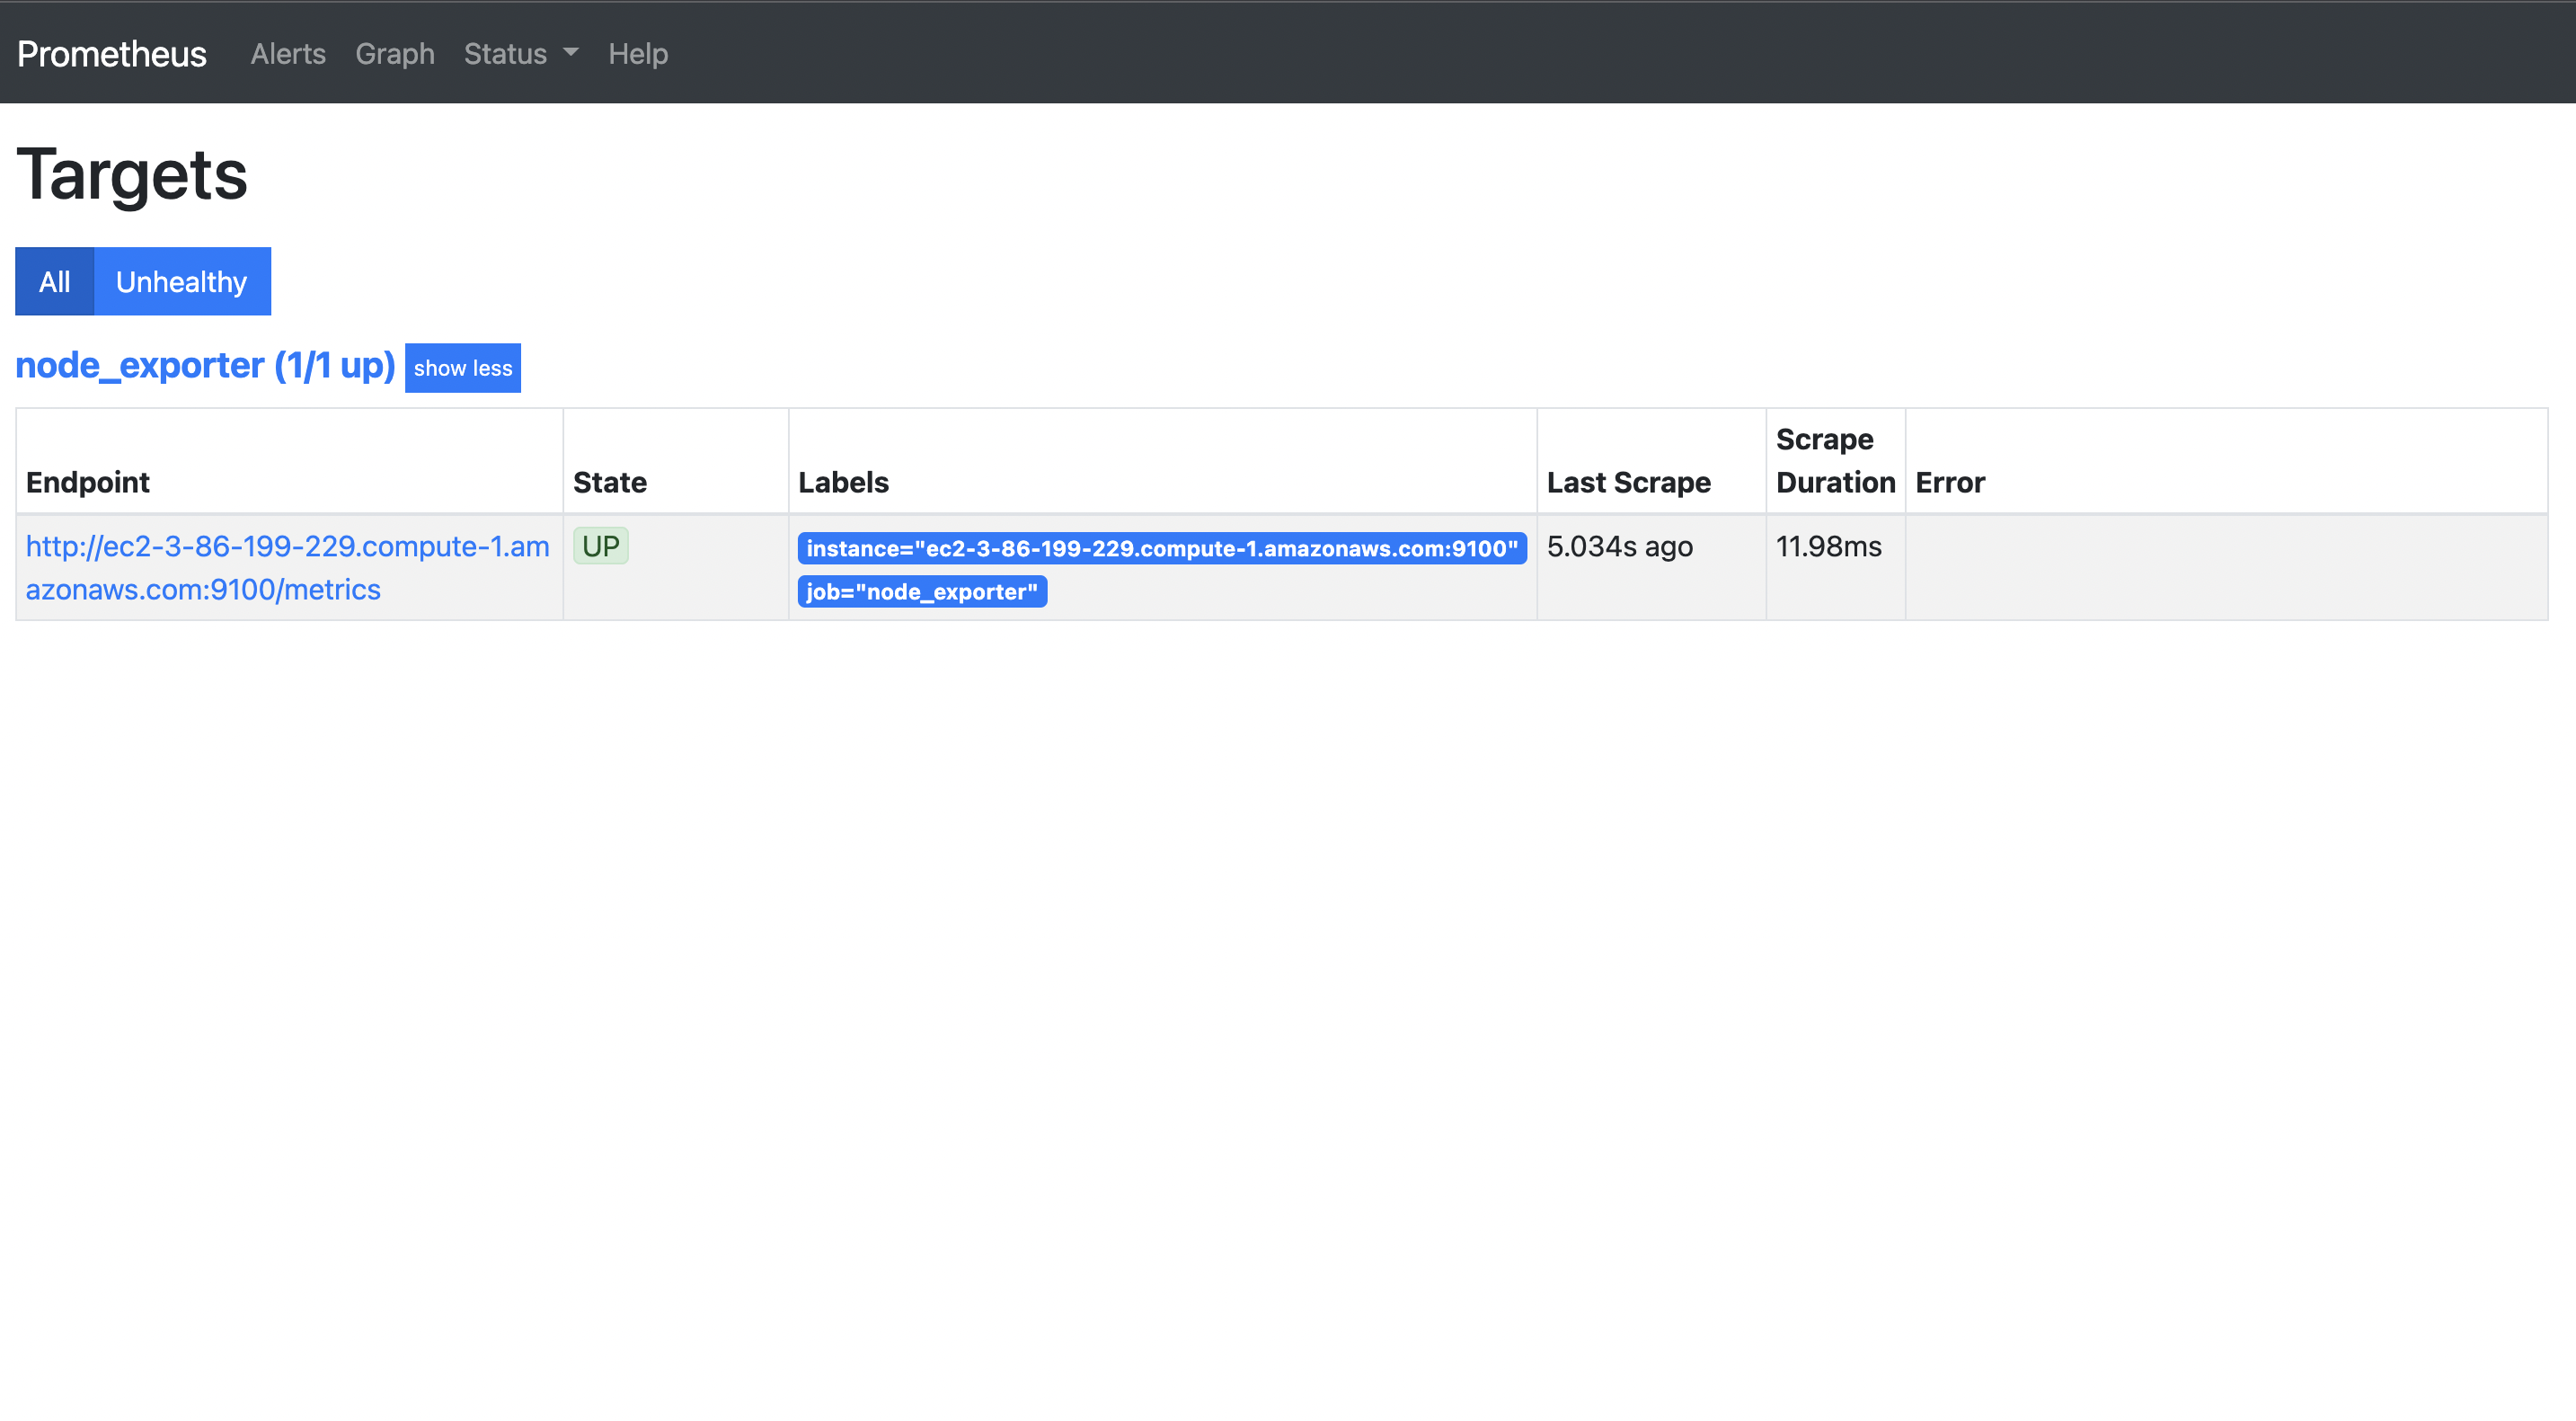 Prometheus Alerts Graph Status Help
Targets
All Unhealthy
node_exporter (1/1 up) show less
Endpoint State Labels Last Scrape Scrape Duration Error
http://ec2-3-86-199-229.compute-1.am
azonaws.com:9100/metrics
UP
instance="ec2-3-86-199-229.compute-1.amazonaws.com:9100"
job="node_exporter"
5.034s ago
11.98ms